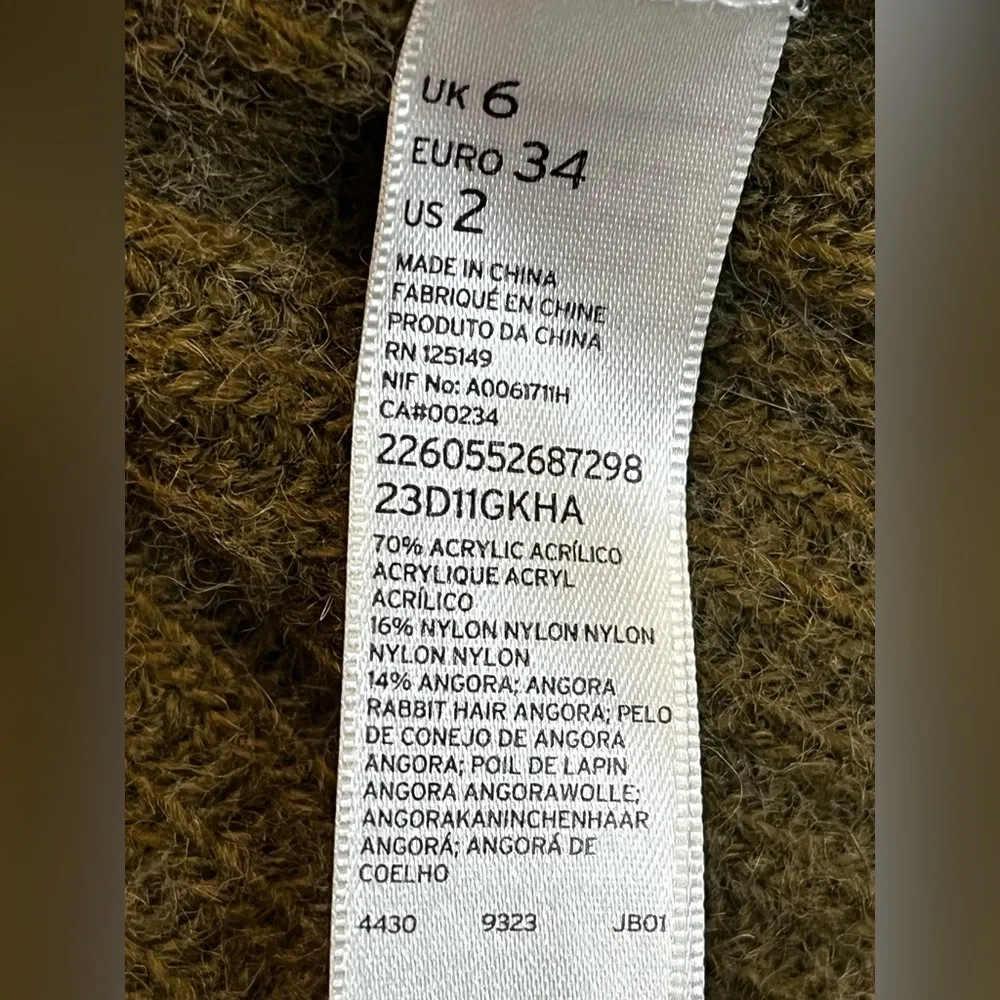 UK 6
EURO 34
US 2
MADE IN CHINA
FABRIQUÉ EN CHINE
PRODUTO DA CHINA
RN 125149
NIF No: A0061711H
CA#00234
2260552687298
23D11GKHA
70% ACRYLIC ACRÍLICO
ACRYLIQUE ACRYL
ACRÍLICO
16% NYLON NYLON NYLON
NYLON NYLON
14% ANGORA; ANGORA
RABBIT HAIR ANGORA; PELO
DE CONEJO DE ANGORA
ANGORA; POIL DE LAPIN
ANGORA ANGORAWOLLE;
ANGORAKANINCHENHAAR
ANGORÁ; ANGORÁ DE
COELHO
4430 9323 JB01